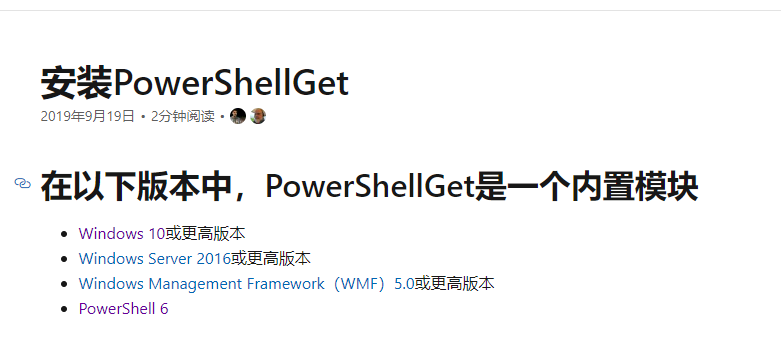 安装PowerShellGet
2019年9月19日 • 2分钟阅读 •
在以下版本中，PowerShellGet是一个内置模块
• Windows 10或更高版本
• Windows Server 2016或更高版本
• Windows Management Framework（WMF）5.0或更高版本
• PowerShell 6